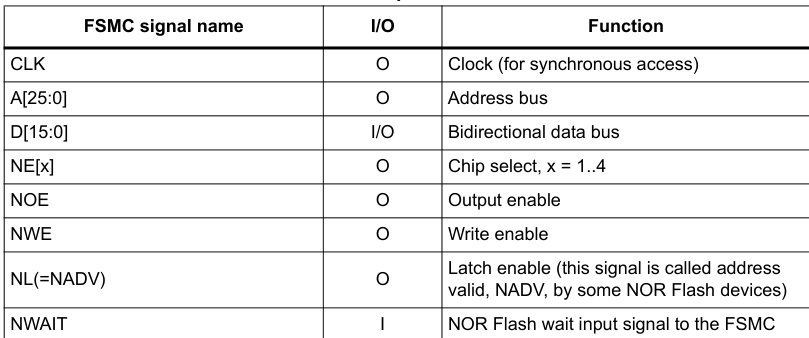 FSMC signal name I/O Function
CLK O Clock (for synchronous access)
A[25:0] O Address bus
D[15:0] I/O Bidirectional data bus
NE[x] O Chip select, x = 1..4
NOE O Output enable
NWE O Write enable
NL(=NADV) O Latch enable (this signal is called address
valid, NADV, by some NOR Flash devices)
NWAIT I NOR Flash wait input signal to the FSMC